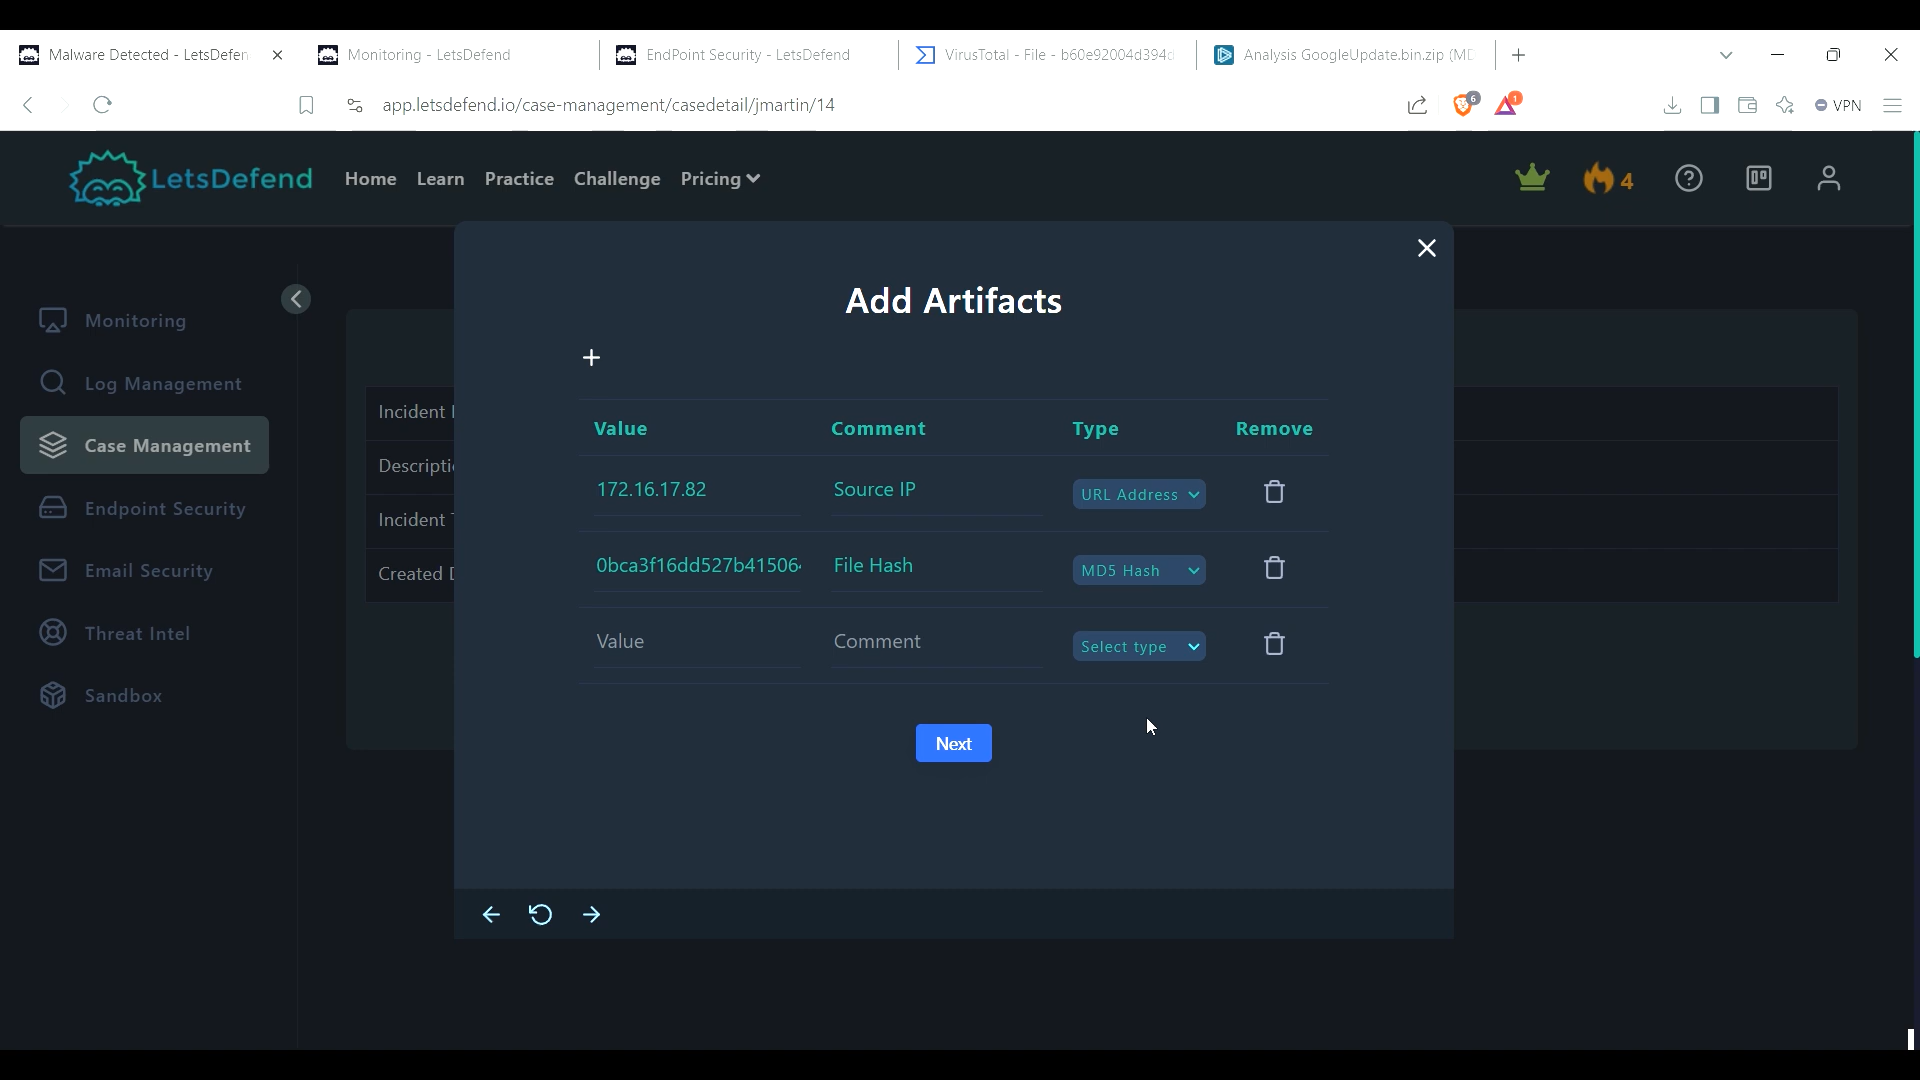 Malware Detected - LetsDefen
Monitoring - LetsDefend
EndPoint Security - LetsDefend
VirusTotal - File - b60e92004d394d
Analysis GoogleUpdate.bin.zip (MD
app.letsdefend.io/case-management/casedetail/jmartin/14
6
1
VPN
LetsDefend
Home
Learn
Practice
Challenge
Pricing
4
Monitoring
Log Management
Case Management
Endpoint Security
Email Security
Threat Intel
Sandbox
Incident
Descripti
Incident
Created
Add Artifacts
Value Comment Type Remove
172.16.17.82 Source IP URL Address
0bca3f16dd527b41506 File Hash MD5 Hash
Value Comment Select type
Next